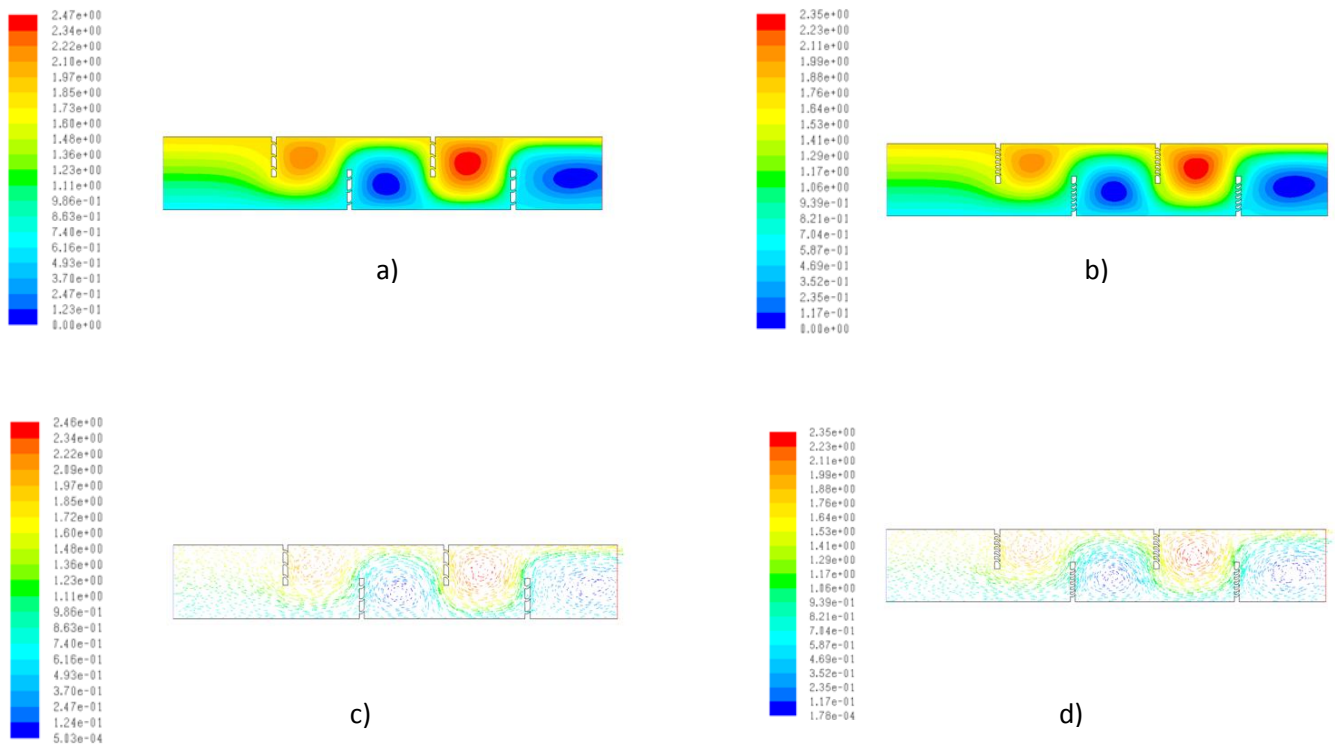 2.47e+00
2.34e+00
2.22e+00
2.10e+00
1.97e+00
1.85e+00
1.73e+00
1.60e+00
1.48e+00
1.36e+00
1.23e+00
1.11e+00
9.86e-01
8.63e-01
7.40e-01
6.16e-01
4.93e-01
3.70e-01
2.47e-01
1.23e-01
0.00e+00
a)
2.35e+00
2.23e+00
2.11e+00
1.99e+00
1.88e+00
1.76e+00
1.64e+00
1.53e+00
1.41e+00
1.29e+00
1.17e+00
1.06e+00
9.39e-01
8.21e-01
7.04e-01
5.87e-01
4.69e-01
3.52e-01
2.35e-01
1.17e-01
0.00e+00
b)
2.46e+00
2.34e+00
2.22e+00
2.09e+00
1.97e+00
1.85e+00
1.72e+00
1.60e+00
1.48e+00
1.36e+00
1.23e+00
1.11e+00
9.86e-01
8.63e-01
7.40e-01
6.16e-01
4.93e-01
3.70e-01
2.47e-01
1.24e-01
5.03e-04
c)
2.35e+00
2.23e+00
2.11e+00
1.99e+00
1.88e+00
1.76e+00
1.64e+00
1.53e+00
1.41e+00
1.29e+00
1.17e+00
1.06e+00
9.39e-01
8.21e-01
7.04e-01
5.87e-01
4.69e-01
3.52e-01
2.35e-01
1.17e-01
1.78e-04
d)